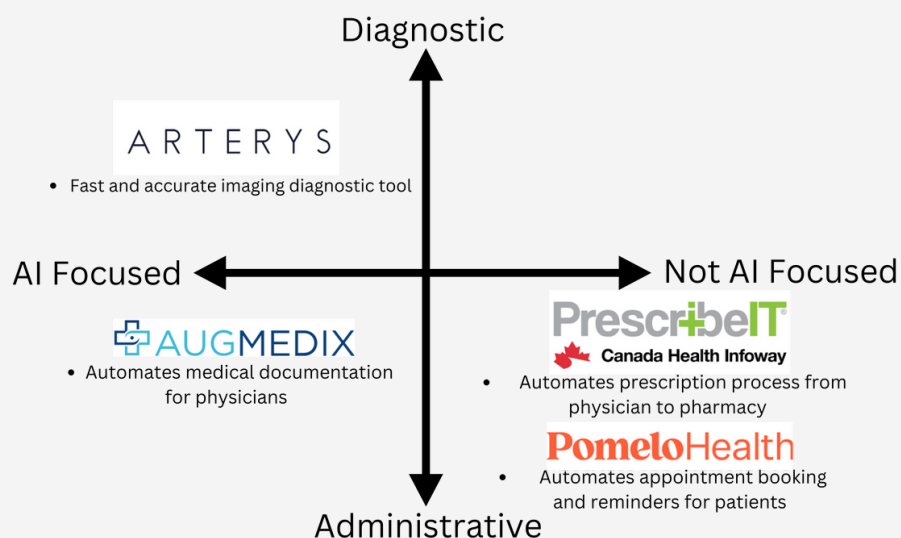 Diagnostic
ARTERYS
• Fast and accurate imaging diagnostic tool
AI Focused
Not AI Focused
AUGMEDIX
• Automates medical documentation
for physicians
PrescribeIT®
Canada Health Infoway
• Automates prescription process from
physician to pharmacy
PomeloHealth
• Automates appointment booking
and reminders for patients
Administrative